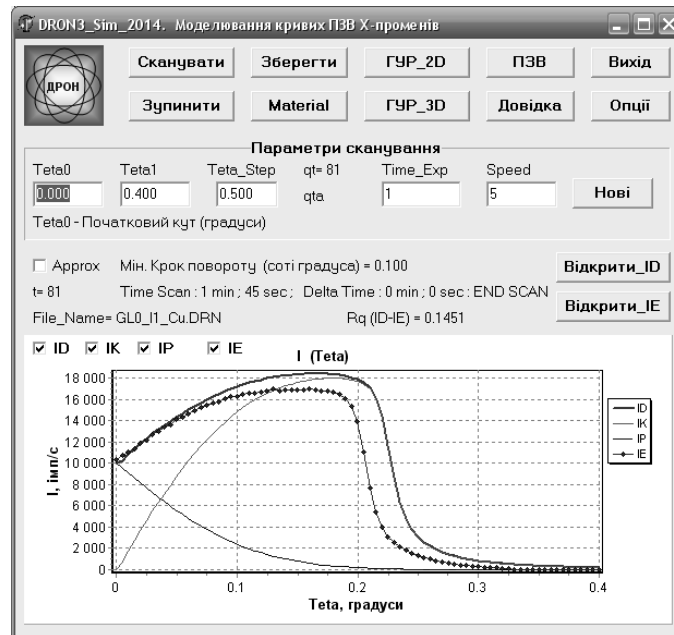 DRON3_Sim_2014. Моделювання кривих ПЗВ X-променів
ДРОН
Сканувати Зберегти ГУР_2D ПЗВ Вихід
Зупинити Material ГУР_3D Довідка Опції
Параметри сканування
Teta0 Teta1 Teta_Step qt= 81 Time_Exp Speed
0.000 0.400 0.500 qta 1 5 Нові
Teta0 - Початковий кут (градуси)
Approx Мін. Крок повороту (соті градуса) = 0.100 Відкрити_ID
t= 81 Time Scan : 1 min ; 45 sec ; Delta Time : 0 min ; 0 sec : END SCAN
File_Name= GL0_I1_Cu.DRN Rq (ID-IE) = 0.1451 Відкрити_IE
ID IK IP IE
I (Teta)
I, імп/с
18 000
16 000
14 000
12 000
10 000
8 000
6 000
4 000
2 000
0
0 0.1 0.2 0.3 0.4
Teta, градуси
ID
IK
IP
IE